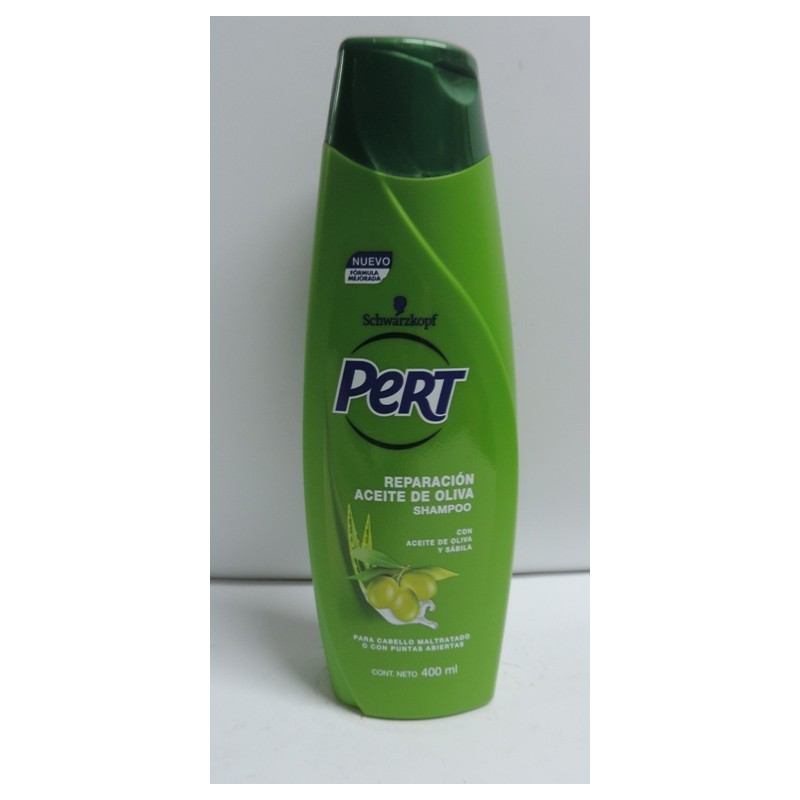 NUEVO
FÓRMULA
MEJORADA
Schwarzkopf
PERT
REPARACIÓN
ACEITE DE OLIVA
SHAMPOO
CON
ACEITE DE OLIVA
Y SÁBILA
PARA CABELLO MALTRATADO
O CON PUNTAS ABIERTAS
CONT. NETO 400 ml